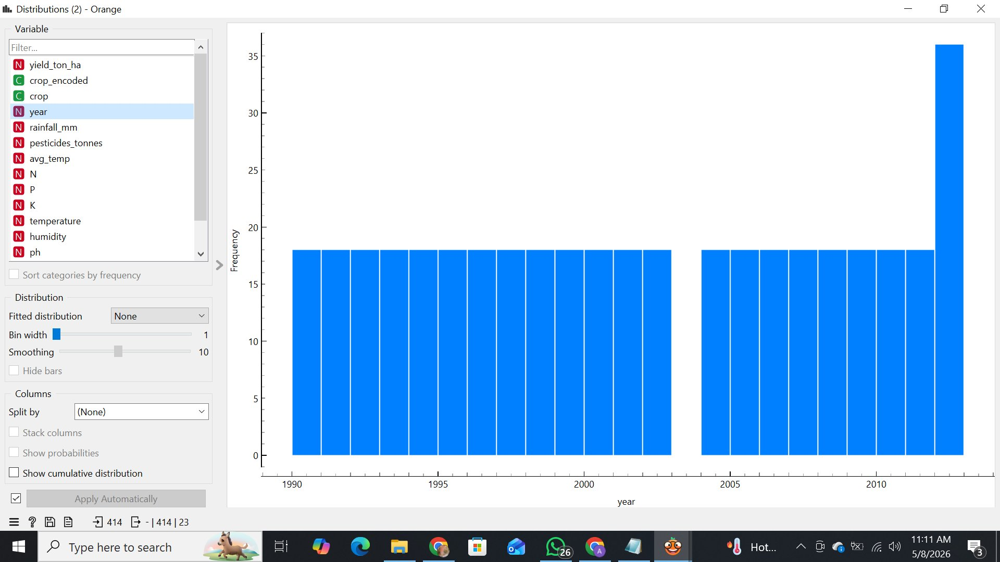 Distributions (2) - Orange
Variable
Filter...
N yield_ton_ha
C crop_encoded
C crop
N year
N rainfall_mm
N pesticides_tonnes
N avg_temp
N N
N P
N K
N temperature
N humidity
N ph
Sort categories by frequency
Distribution
Fitted distribution None
Bin width 1
Smoothing 10
Hide bars
Columns
Split by (None)
Stack columns
Show probabilities
Show cumulative distribution
Apply Automatically
414 - | 414 | 23
Frequency
35
30
25
20
15
10
5
0
1990 1995 2000 2005 2010
year
Type here to search
26
A
Hot...
11:11 AM
5/8/2026
3